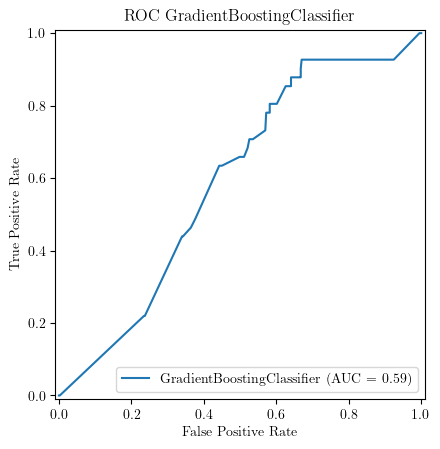 ROC GradientBoostingClassifier
1.0
0.8
0.6
0.4
0.2
0.0
True Positive Rate
GradientBoostingClassifier (AUC = 0.59)
0.0 0.2 0.4 0.6 0.8 1.0
False Positive Rate